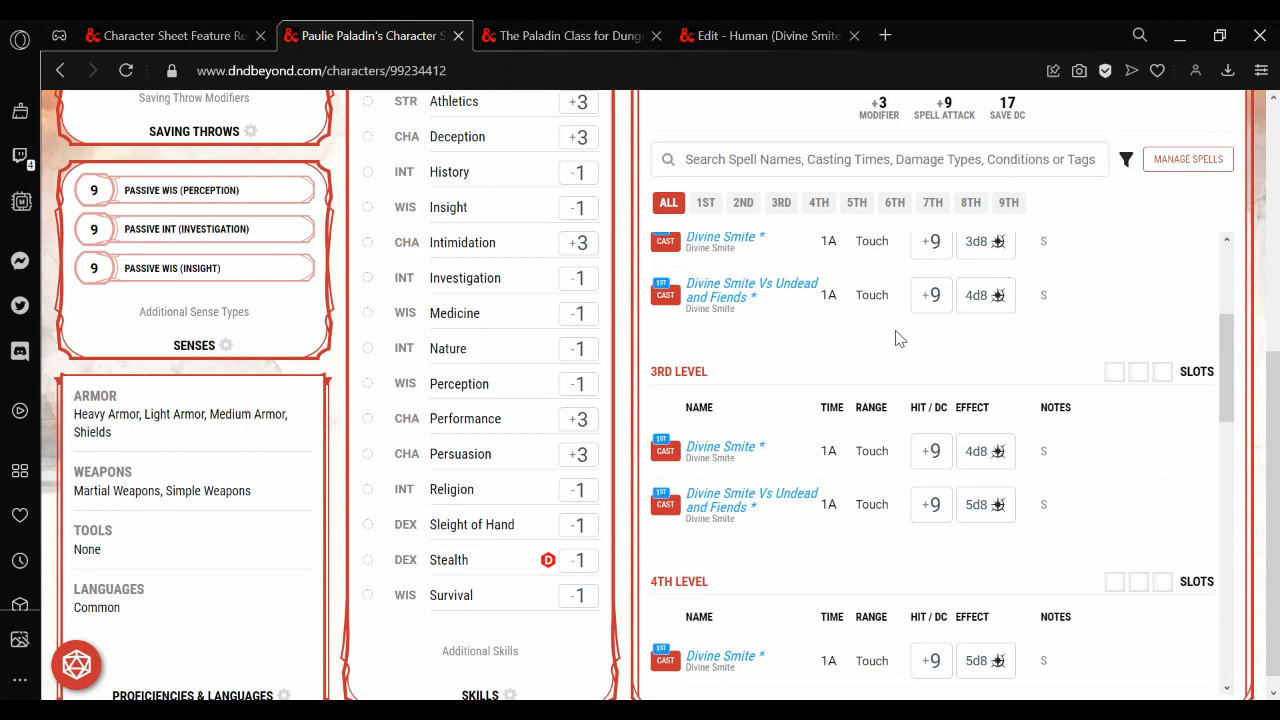 Character Sheet Feature Re
Paulie Paladin's Character S
The Paladin Class for Dung
Edit - Human (Divine Smite
www.dndbeyond.com/characters/99234412
4
Saving Throw Modifiers
SAVING THROWS
9 PASSIVE WIS (PERCEPTION)
9 PASSIVE INT (INVESTIGATION)
9 PASSIVE WIS (INSIGHT)
Additional Sense Types
SENSES
ARMOR
Heavy Armor, Light Armor, Medium Armor,
Shields
WEAPONS
Martial Weapons, Simple Weapons
TOOLS
None
LANGUAGES
Common
PROFICIENCIES & LANGUAGES
STR Athletics +3
CHA Deception +3
INT History -1
WIS Insight -1
CHA Intimidation +3
INT Investigation -1
WIS Medicine -1
INT Nature -1
WIS Perception -1
CHA Performance +3
CHA Persuasion +3
INT Religion -1
DEX Sleight of Hand -1
DEX Stealth D -1
WIS Survival -1
Additional Skills
SKILLS
+3 +9 17
MODIFIER SPELL ATTACK SAVE DC
Search Spell Names, Casting Times, Damage Types, Conditions or Tags
MANAGE SPELLS
ALL 1ST 2ND 3RD 4TH 5TH 6TH 7TH 8TH 9TH
CAST Divine Smite * 1A Touch +9 3d8 S
Divine Smite
1ST
CAST Divine Smite Vs Undead
and Fiends * 1A Touch +9 4d8 S
Divine Smite
3RD LEVEL SLOTS
NAME TIME RANGE HIT / DC EFFECT NOTES
1ST
CAST Divine Smite * 1A Touch +9 4d8 S
Divine Smite
1ST
CAST Divine Smite Vs Undead
and Fiends * 1A Touch +9 5d8 S
Divine Smite
4TH LEVEL SLOTS
NAME TIME RANGE HIT / DC EFFECT NOTES
1ST
CAST Divine Smite * 1A Touch +9 5d8 S
Divine Smite